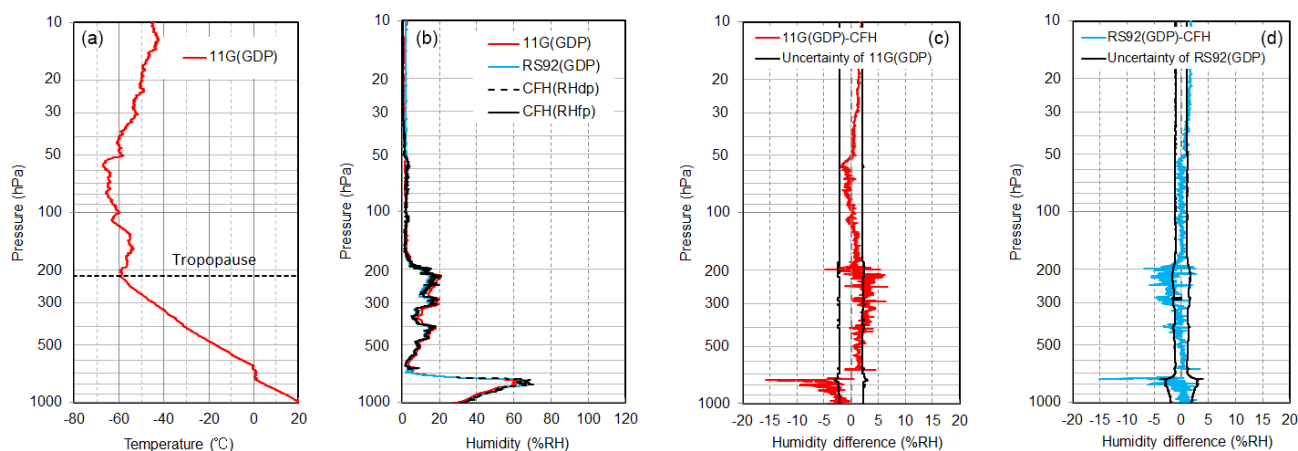 (a)
11G(GDP)
Tropopause
Pressure (hPa)
10
20
30
50
100
200
300
500
1000
-80 -60 -40 -20 0 20
Temperature (℃)
(b)
11G(GDP)
RS92(GDP)
CFH(RHdp)
CFH(RHfp)
Pressure (hPa)
10
20
30
50
100
200
300
500
1000
0 20 40 60 80 100 120
Humidity (%RH)
11G(GDP)-CFH
Uncertainty of 11G(GDP)
(c)
Pressure (hPa)
10
20
30
50
100
200
300
500
1000
-20 -15 -10 -5 0 5 10 15 20
Humidity difference (%RH)
RS92(GDP)-CFH
Uncertainty of RS92(GDP)
(d)
Pressure (hPa)
10
20
30
50
100
200
300
500
1000
-20 -15 -10 -5 0 5 10 15 20
Humidity difference (%RH)